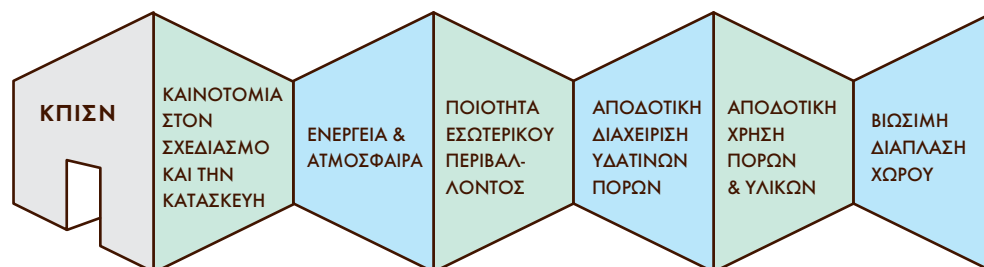 ΚΠΙΣΝ
ΚΑΙΝΟΤΟΜΙΑ
ΣΤΟΝ
ΣΧΕΔΙΑΣΜΟ
ΚΑΙ ΤΗΝ
ΚΑΤΑΣΚΕΥΗ
ΕΝΕΡΓΕΙΑ &
ΑΤΜΟΣΦΑΙΡΑ
ΠΟΙΟΤΗΤΑ
ΕΣΩΤΕΡΙΚΟΥ
ΠΕΡΙΒΑΛ-
ΛΟΝΤΟΣ
ΑΠΟΔΟΤΙΚΗ
ΔΙΑΧΕΙΡΙΣΗ
ΥΔΑΤΙΝΩΝ
ΠΟΡΩΝ
ΑΠΟΔΟΤΙΚΗ
ΧΡΗΣΗ
ΠΟΡΩΝ
& ΥΛΙΚΩΝ
ΒΙΩΣΙΜΗ
ΔΙΑΠΛΑΣΗ
ΧΩΡΟΥ